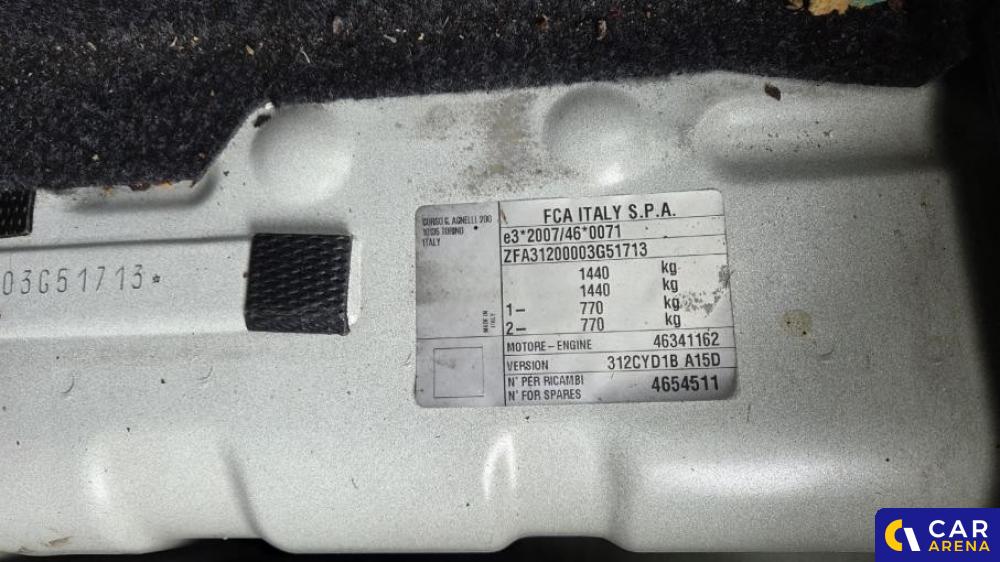 CORSO G. AGNELLI 200
10135 TORINO
ITALY
MADE IN
ITALY
FCA ITALY S.P.A.
e3*2007/46*0071
ZFA31200003G51713
1440 kg
1440 kg
1- 770 kg
2- 770 kg
MOTORE-ENGINE 46341162
VERSION 312CYD1B A15D
N° PER RICAMBI
N° FOR SPARES 4654511
03G51713*
CAR
ARENA